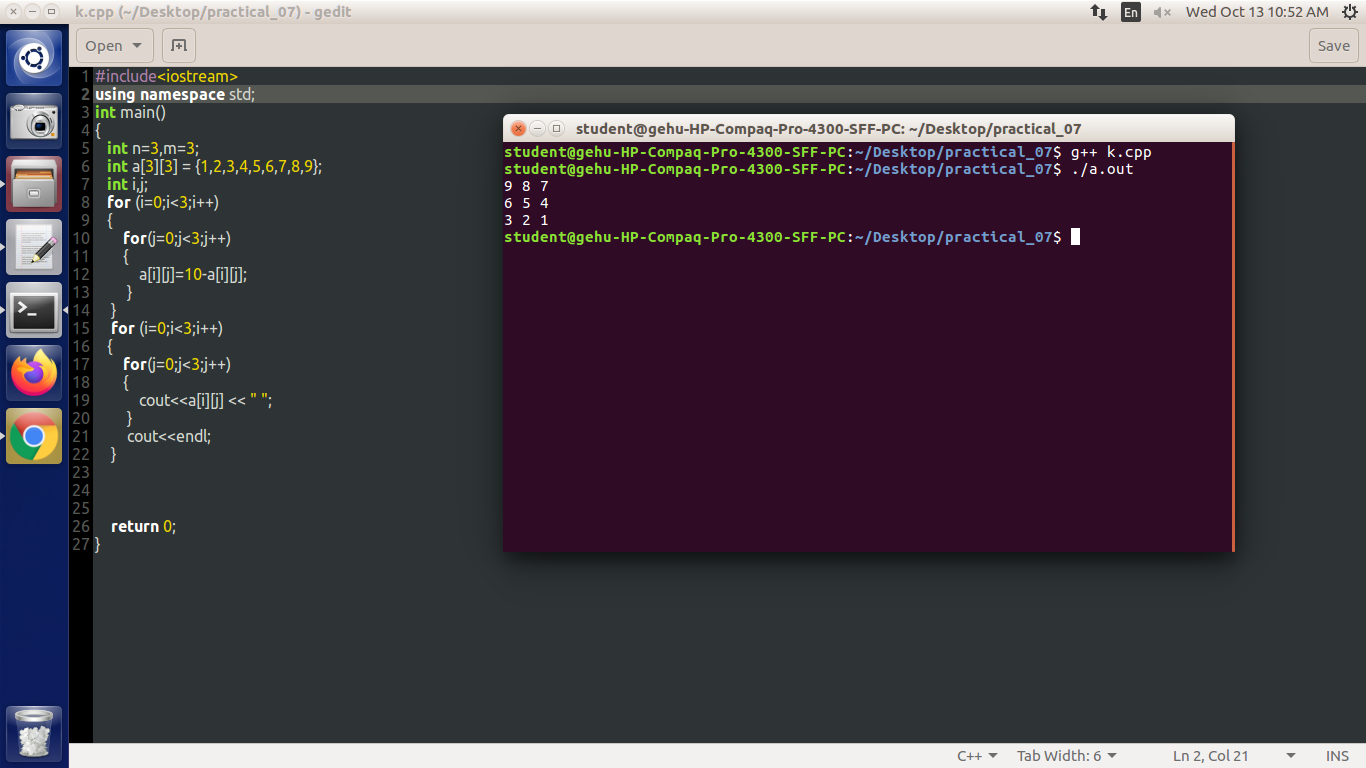 k.cpp (~/Desktop/practical_07) - gedit
En
Wed Oct 13 10:52 AM
Open
Save
1 #include<iostream>
2 using namespace std;
3 int main()
4 {
5 int n=3,m=3;
6 int a[3][3] = {1,2,3,4,5,6,7,8,9};
7 int i,j;
8 for (i=0;i<3;i++)
9 {
10 for(j=0;j<3;j++)
11 {
12 a[i][j]=10-a[i][j];
13 }
14 }
15 for (i=0;i<3;i++)
16 {
17 for(j=0;j<3;j++)
18 {
19 cout<<a[i][j] << " ";
20 }
21 cout<<endl;
22 }
23
24
25
26 return 0;
27 }
student@gehu-HP-Compaq-Pro-4300-SFF-PC: ~/Desktop/practical_07
student@gehu-HP-Compaq-Pro-4300-SFF-PC:~/Desktop/practical_07$ g++ k.cpp
student@gehu-HP-Compaq-Pro-4300-SFF-PC:~/Desktop/practical_07$ ./a.out
9 8 7
6 5 4
3 2 1
student@gehu-HP-Compaq-Pro-4300-SFF-PC:~/Desktop/practical_07$
C++
Tab Width: 6
Ln 2, Col 21
INS